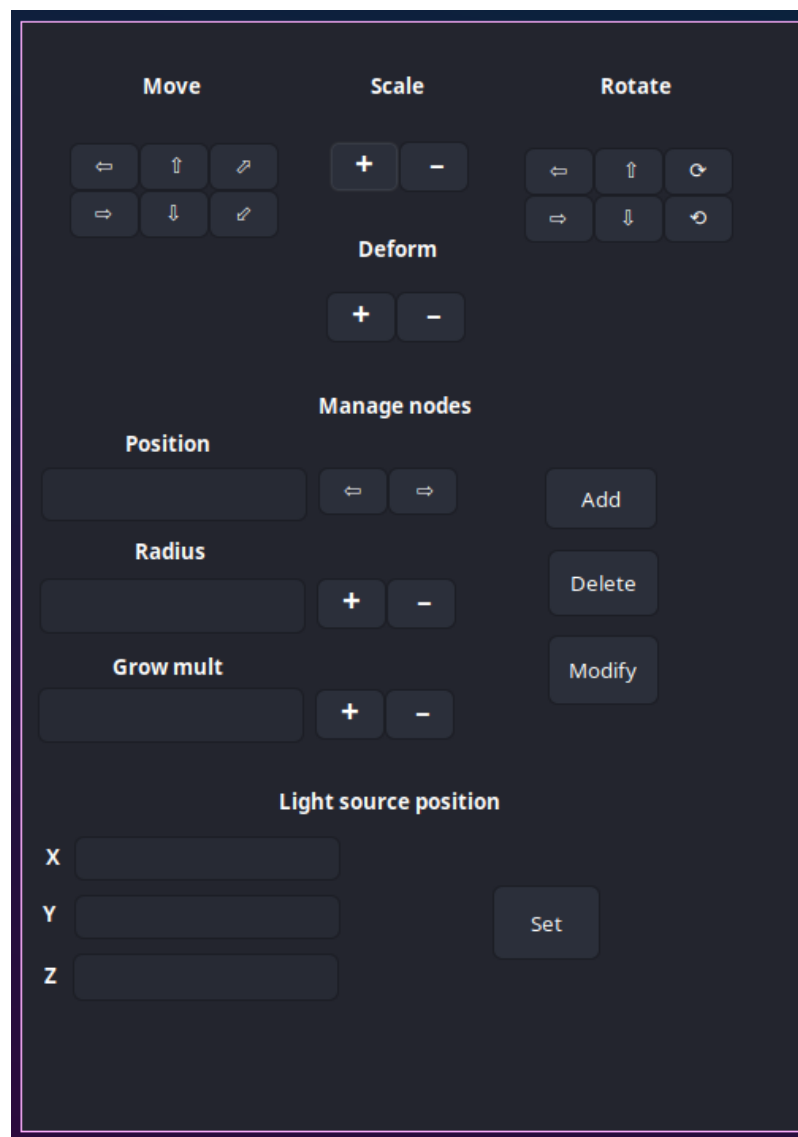 Move Scale Rotate
⇦ ⇧ ⬀ + – ⇦ ⇧ ⟳
⇨ ⇩ ⬃ ⇨ ⇩ ⟲
Deform
+ –
Manage nodes
Position
⇦ ⇨ Add
Radius
+ – Delete
Grow mult
+ – Modify
Light source position
X
Y
Set
Z